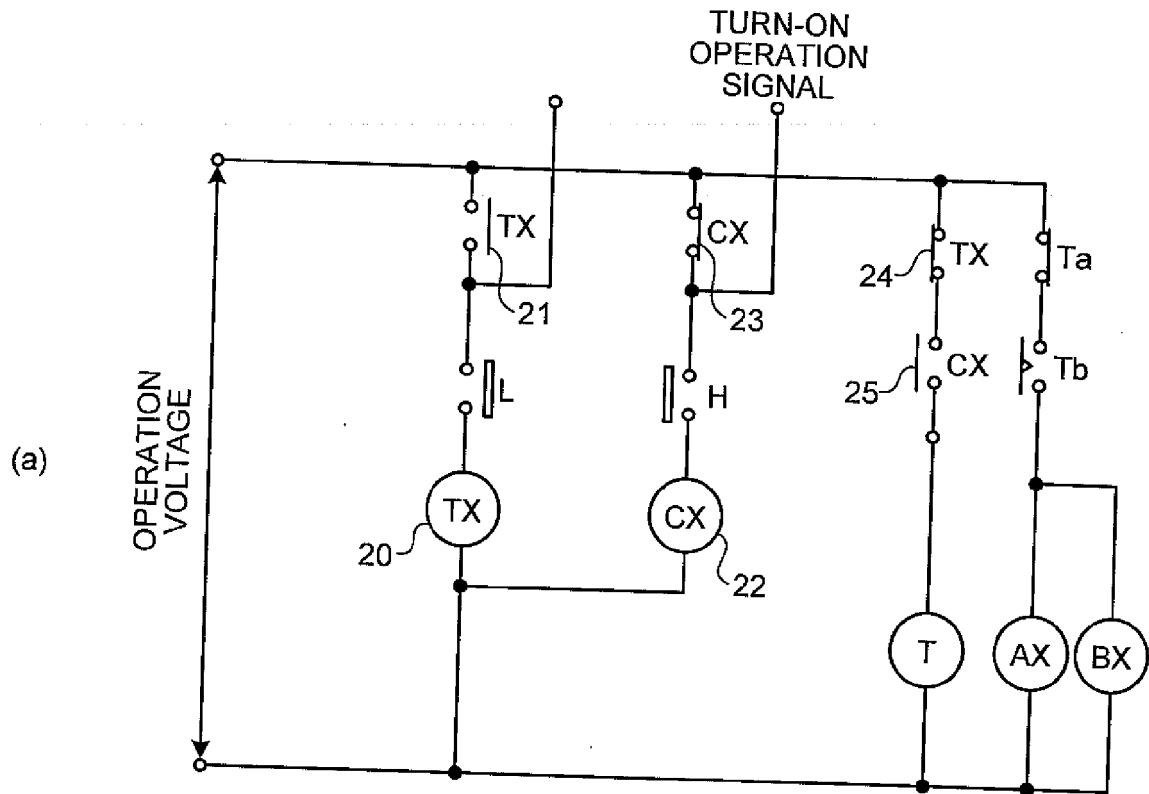 TURN-ON
OPERATION
SIGNAL
TX
CX
24
TX
Ta
21
23
L
H
25
CX
Tb
(a)
OPERATION
VOLTAGE
TX
CX
20
22
T
AX
BX